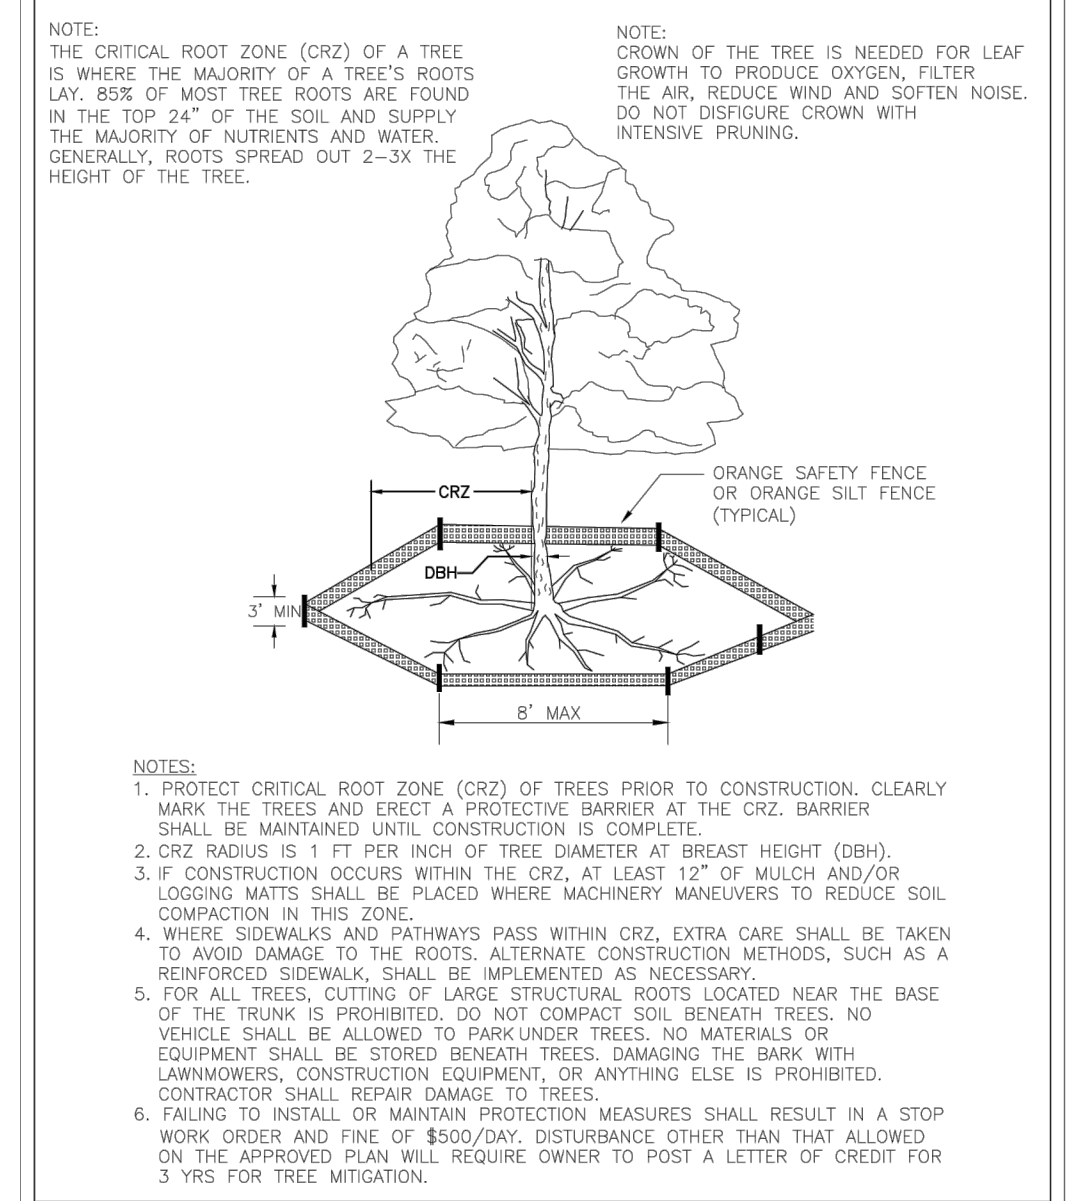 NOTE:
THE CRITICAL ROOT ZONE (CRZ) OF A TREE
IS WHERE THE MAJORITY OF A TREE'S ROOTS
LAY. 85% OF MOST TREE ROOTS ARE FOUND
IN THE TOP 24" OF THE SOIL AND SUPPLY
THE MAJORITY OF NUTRIENTS AND WATER.
GENERALLY, ROOTS SPREAD OUT 2-3X THE
HEIGHT OF THE TREE.
NOTE:
CROWN OF THE TREE IS NEEDED FOR LEAF
GROWTH TO PRODUCE OXYGEN, FILTER
THE AIR, REDUCE WIND AND SOFTEN NOISE.
DO NOT DISFIGURE CROWN WITH
INTENSIVE PRUNING.
ORANGE SAFETY FENCE
OR ORANGE SILT FENCE
(TYPICAL)
CRZ
DBH
3' MIN
8' MAX
NOTES:
1. PROTECT CRITICAL ROOT ZONE (CRZ) OF TREES PRIOR TO CONSTRUCTION. CLEARLY
MARK THE TREES AND ERECT A PROTECTIVE BARRIER AT THE CRZ. BARRIER
SHALL BE MAINTAINED UNTIL CONSTRUCTION IS COMPLETE.
2. CRZ RADIUS IS 1 FT PER INCH OF TREE DIAMETER AT BREAST HEIGHT (DBH).
3. IF CONSTRUCTION OCCURS WITHIN THE CRZ, AT LEAST 12" OF MULCH AND/OR
LOGGING MATTS SHALL BE PLACED WHERE MACHINERY MANEUVERS TO REDUCE SOIL
COMPACTION IN THIS ZONE.
4. WHERE SIDEWALKS AND PATHWAYS PASS WITHIN CRZ, EXTRA CARE SHALL BE TAKEN
TO AVOID DAMAGE TO THE ROOTS. ALTERNATE CONSTRUCTION METHODS, SUCH AS A
REINFORCED SIDEWALK, SHALL BE IMPLEMENTED AS NECESSARY.
5. FOR ALL TREES, CUTTING OF LARGE STRUCTURAL ROOTS LOCATED NEAR THE BASE
OF THE TRUNK IS PROHIBITED. DO NOT COMPACT SOIL BENEATH TREES. NO
VEHICLE SHALL BE ALLOWED TO PARK UNDER TREES. NO MATERIALS OR
EQUIPMENT SHALL BE STORED BENEATH TREES. DAMAGING THE BARK WITH
LAWNMOWERS, CONSTRUCTION EQUIPMENT, OR ANYTHING ELSE IS PROHIBITED.
CONTRACTOR SHALL REPAIR DAMAGE TO TREES.
6. FAILING TO INSTALL OR MAINTAIN PROTECTION MEASURES SHALL RESULT IN A STOP
WORK ORDER AND FINE OF $500/DAY. DISTURBANCE OTHER THAN THAT ALLOWED
ON THE APPROVED PLAN WILL REQUIRE OWNER TO POST A LETTER OF CREDIT FOR
3 YRS FOR TREE MITIGATION.